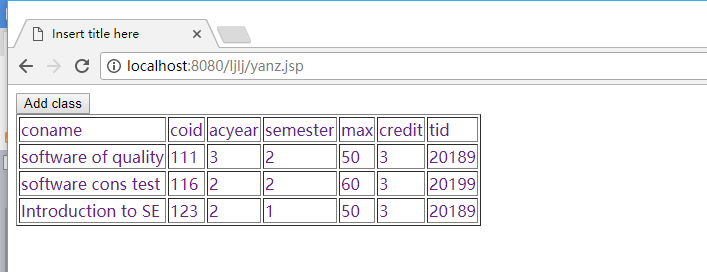 Insert title here
localhost:8080/ljlj/yanz.jsp
Add class
coname coid acyear semester max credit tid
software of quality 111 3 2 50 3 20189
software cons test 116 2 2 60 3 20199
Introduction to SE 123 2 1 50 3 20189